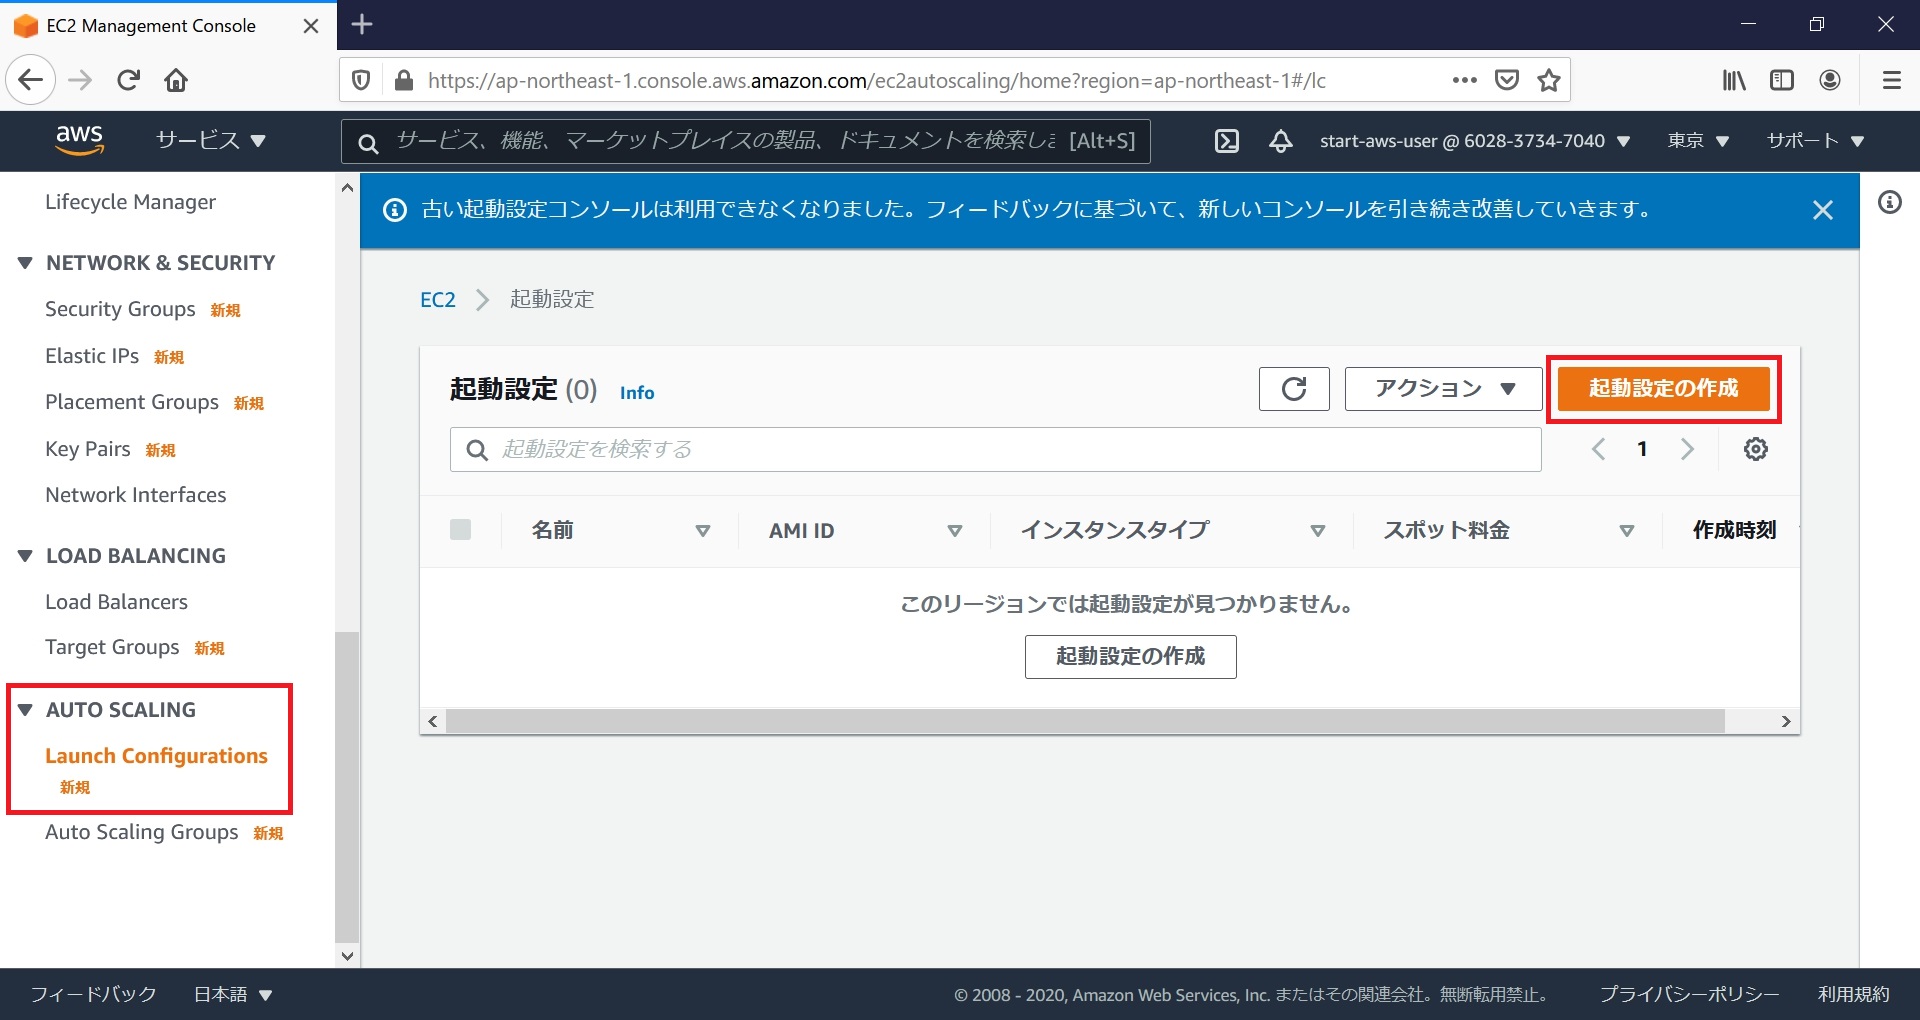 EC2 Management Console
https://ap-northeast-1.console.aws.amazon.com/ec2autoscaling/home?region=ap-northeast-1#/lc
aws
サービス
サービス、機能、マーケットプレイスの製品、ドキュメントを検索しま [Alt+S]
start-aws-user @ 6028-3734-7040
東京
サポート
Lifecycle Manager
NETWORK & SECURITY
Security Groups 新規
Elastic IPs 新規
Placement Groups 新規
Key Pairs 新規
Network Interfaces
LOAD BALANCING
Load Balancers
Target Groups 新規
AUTO SCALING
Launch Configurations
新規
Auto Scaling Groups 新規
古い起動設定コンソールは利用できなくなりました。フィードバックに基づいて、新しいコンソールを引き続き改善していきます。
EC2 起動設定
起動設定 (0) Info
アクション
起動設定の作成
起動設定を検索する
1
名前 AMI ID インスタンスタイプ スポット料金 作成時刻
このリージョンでは起動設定が見つかりません。
起動設定の作成
フィードバック 日本語
© 2008 - 2020, Amazon Web Services, Inc. またはその関連会社。無断転用禁止。
プライバシーポリシー 利用規約